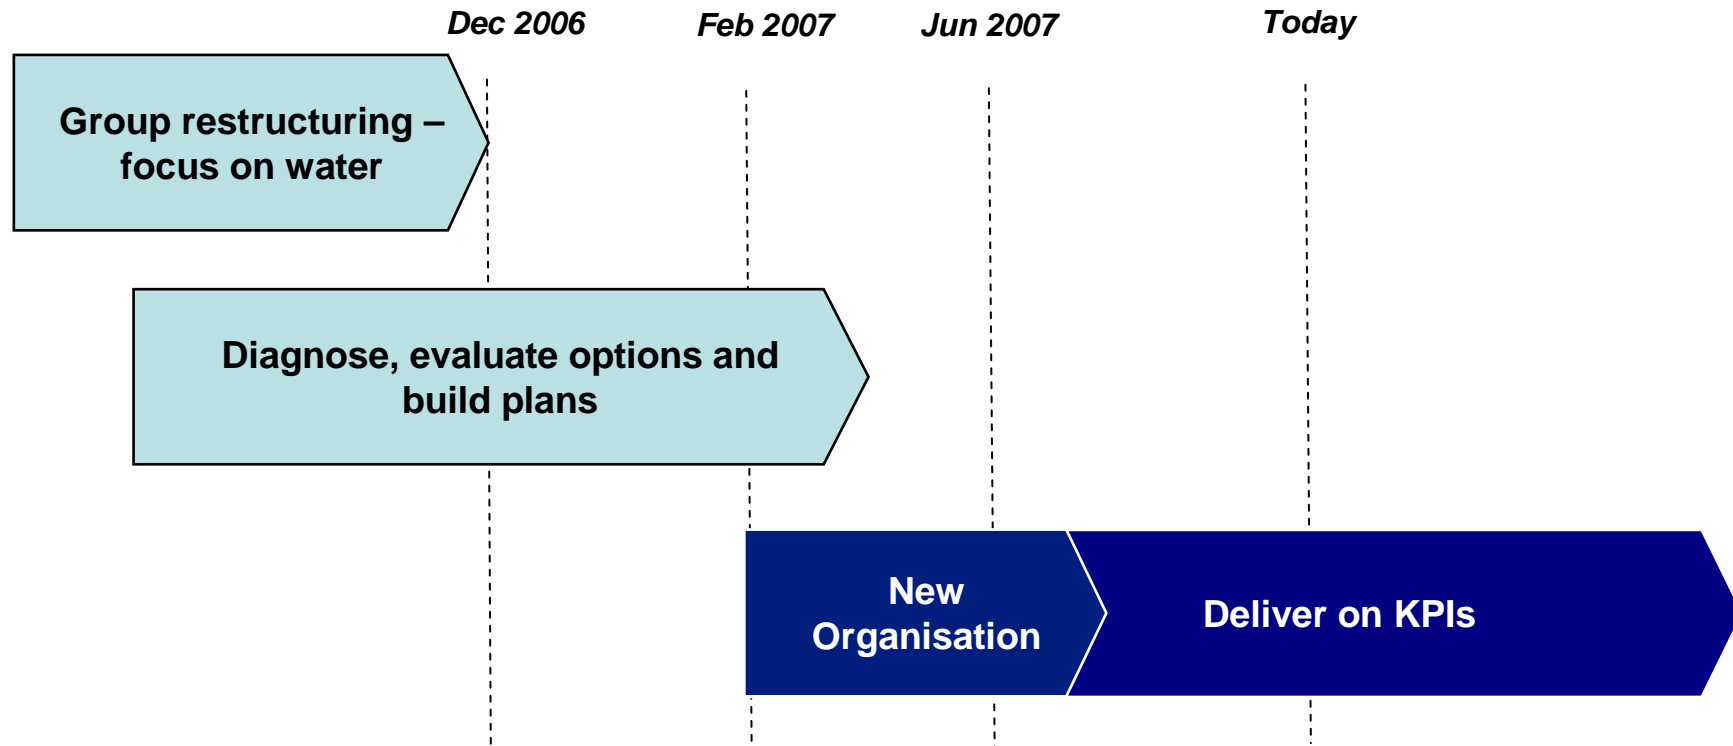 Dec 2006
Feb 2007
Jun 2007
Today
Group restructuring –
focus on water
Diagnose, evaluate options and
build plans
New
Organisation
Deliver on KPIs